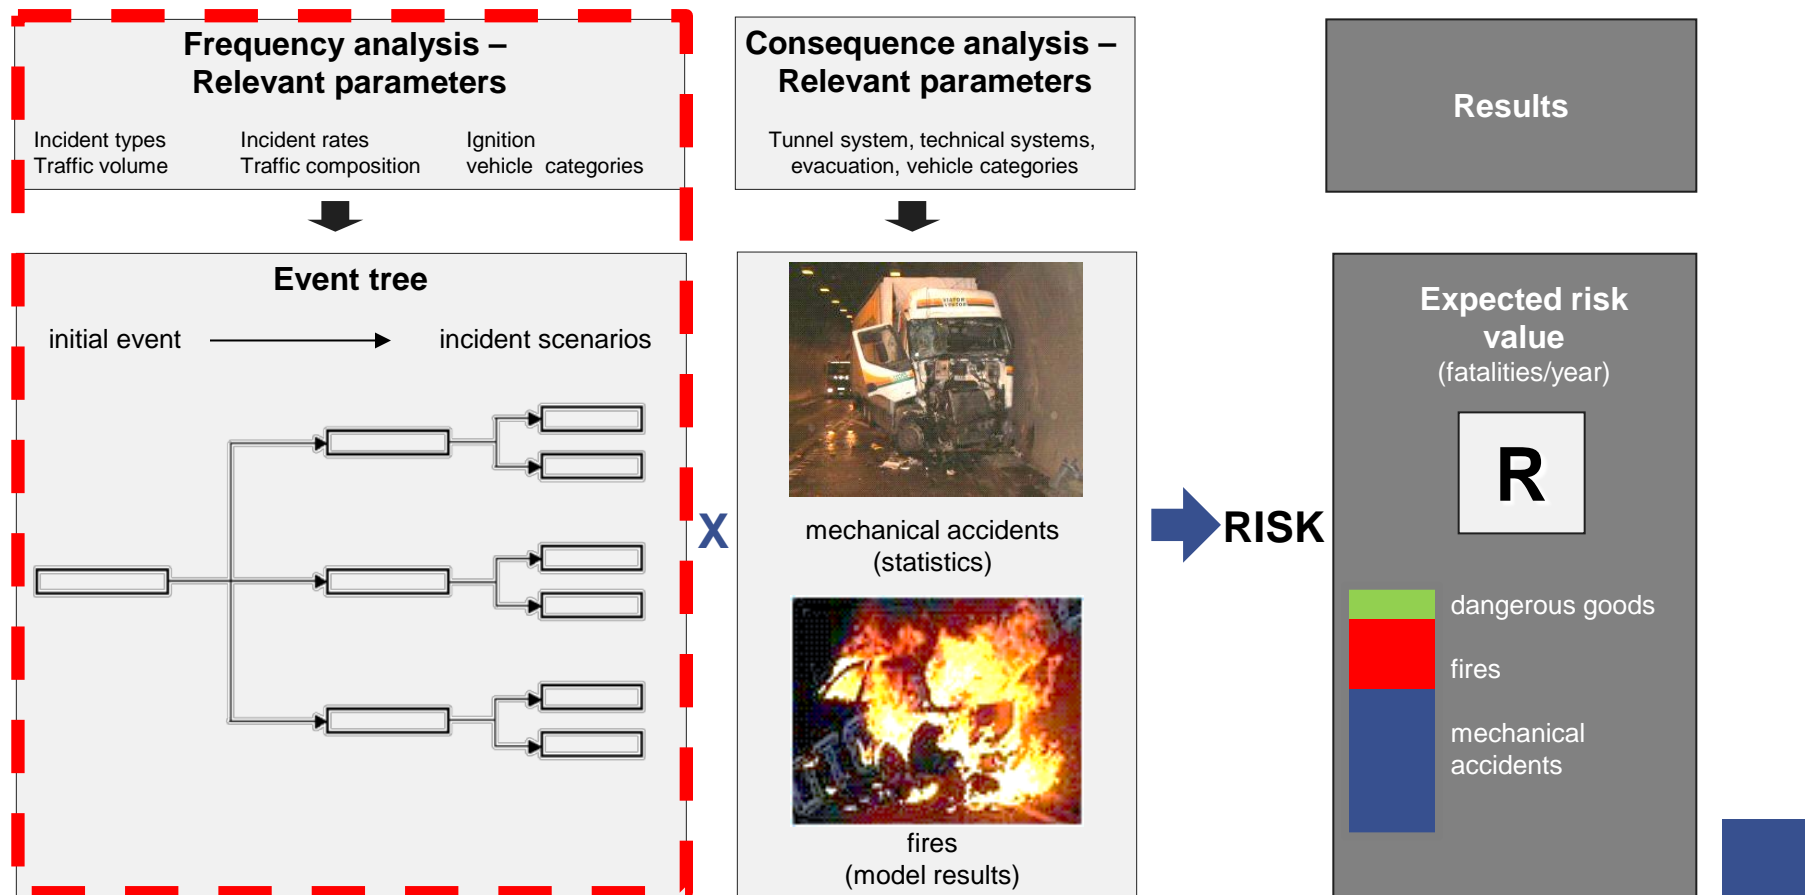 Frequency analysis –
Relevant parameters
Incident types
Traffic volume
Incident rates
Traffic composition
Ignition
vehicle categories
Consequence analysis –
Relevant parameters
Tunnel system, technical systems,
evacuation, vehicle categories
Results
Event tree
initial event
incident scenarios
X
mechanical accidents
(statistics)
fires
(model results)
RISK
Expected risk
value
(fatalities/year)
R
dangerous goods
fires
mechanical
accidents